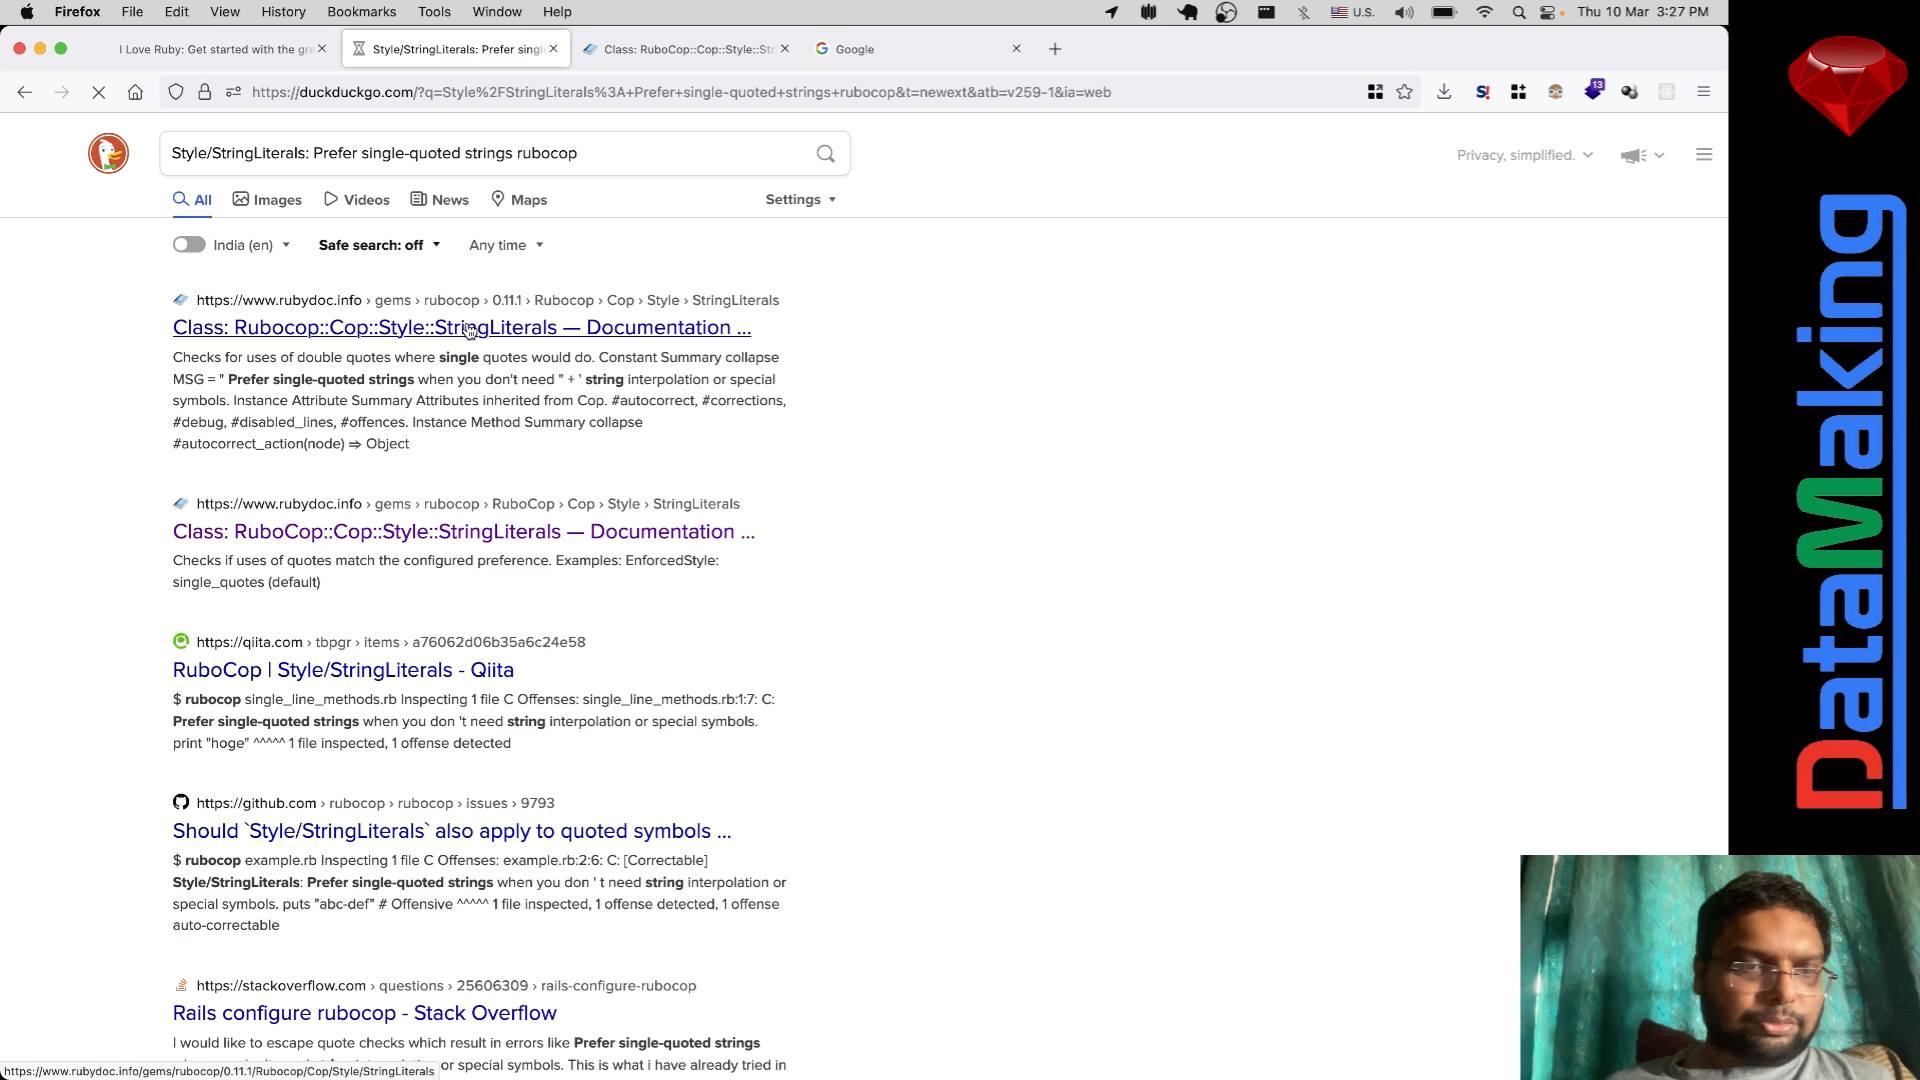 Firefox File Edit View History Bookmarks Tools Window Help U.S. Thu 10 Mar 3:27 PM
I Love Ruby: Get started with the gre Style/StringLiterals: Prefer singl Class: RuboCop::Cop::Style::Str Google
https://duckduckgo.com/?q=Style%2FStringLiterals%3A+Prefer+single-quoted+strings+rubocop&t=newext&atb=v259-1&ia=web S! 13
Style/StringLiterals: Prefer single-quoted strings rubocop
Privacy, simplified.
All Images Videos News Maps Settings
India (en) Safe search: off Any time
https://www.rubydoc.info › gems › rubocop › 0.11.1 › Rubocop › Cop › Style › StringLiterals
Class: Rubocop::Cop::Style::StringLiterals — Documentation ...
Checks for uses of double quotes where single quotes would do. Constant Summary collapse
MSG = " Prefer single-quoted strings when you don't need " + ' string interpolation or special
symbols. Instance Attribute Summary Attributes inherited from Cop. #autocorrect, #corrections,
#debug, #disabled_lines, #offences. Instance Method Summary collapse
#autocorrect_action(node) ⇒ Object
https://www.rubydoc.info › gems › rubocop › RuboCop › Cop › Style › StringLiterals
Class: RuboCop::Cop::Style::StringLiterals — Documentation ...
Checks if uses of quotes match the configured preference. Examples: EnforcedStyle:
single_quotes (default)
https://qiita.com › tbpgr › items › a76062d06b35a6c24e58
RuboCop | Style/StringLiterals - Qiita
$ rubocop single_line_methods.rb Inspecting 1 file C Offenses: single_line_methods.rb:1:7: C:
Prefer single-quoted strings when you don 't need string interpolation or special symbols.
print "hoge" ^^^^^ 1 file inspected, 1 offense detected
https://github.com › rubocop › rubocop › issues › 9793
Should `Style/StringLiterals` also apply to quoted symbols ...
$ rubocop example.rb Inspecting 1 file C Offenses: example.rb:2:6: C: [Correctable]
Style/StringLiterals: Prefer single-quoted strings when you don ' t need string interpolation or
special symbols. puts "abc-def" # Offensive ^^^^^ 1 file inspected, 1 offense detected, 1 offense
auto-correctable
https://stackoverflow.com › questions › 25606309 › rails-configure-rubocop
Rails configure rubocop - Stack Overflow
I would like to escape quote checks which result in errors like Prefer single-quoted strings
or special symbols. This is what i have already tried in
https://www.rubydoc.info/gems/rubocop/0.11.1/Rubocop/Cop/Style/StringLiterals
DataMaking